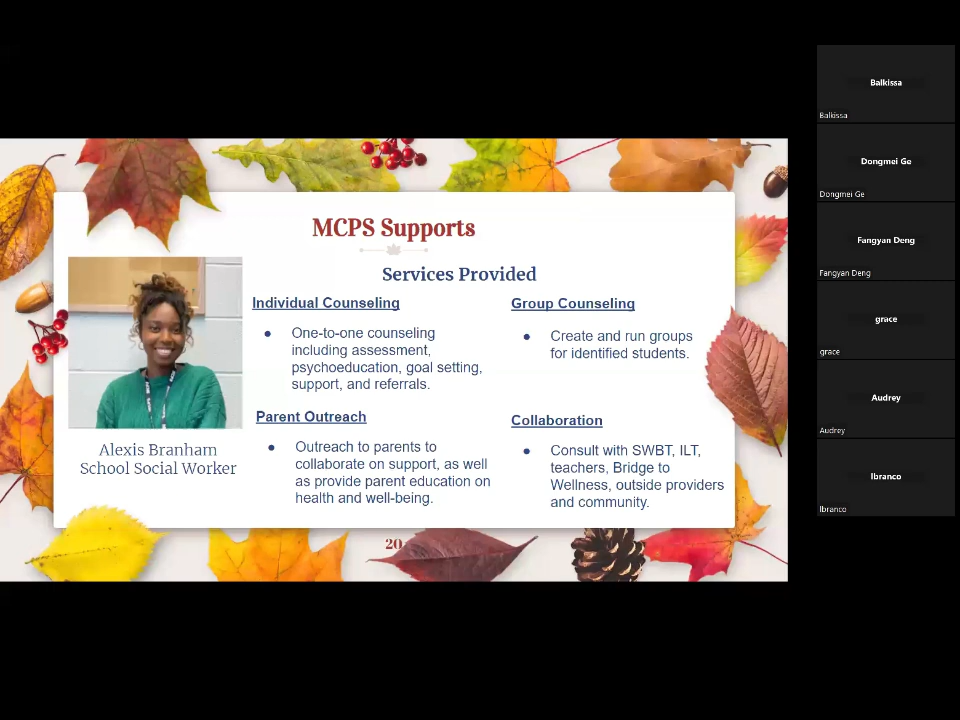 MCPS Supports
Services Provided
Individual Counseling
● One-to-one counseling
including assessment,
psychoeducation, goal setting,
support, and referrals.
Group Counseling
● Create and run groups
for identified students.
Parent Outreach
● Outreach to parents to
collaborate on support, as well
as provide parent education on
health and well-being.
Collaboration
● Consult with SWBT, ILT,
teachers, Bridge to
Wellness, outside providers
and community.
Alexis Branham
School Social Worker
20
Balkissa
Balkissa
Dongmei Ge
Dongmei Ge
Fangyan Deng
Fangyan Deng
grace
grace
Audrey
Audrey
lbranco
lbranco